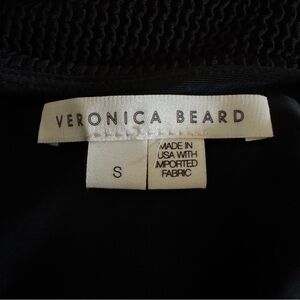 VERONICA BEARD
S
MADE IN
USA WITH
IMPORTED
FABRIC